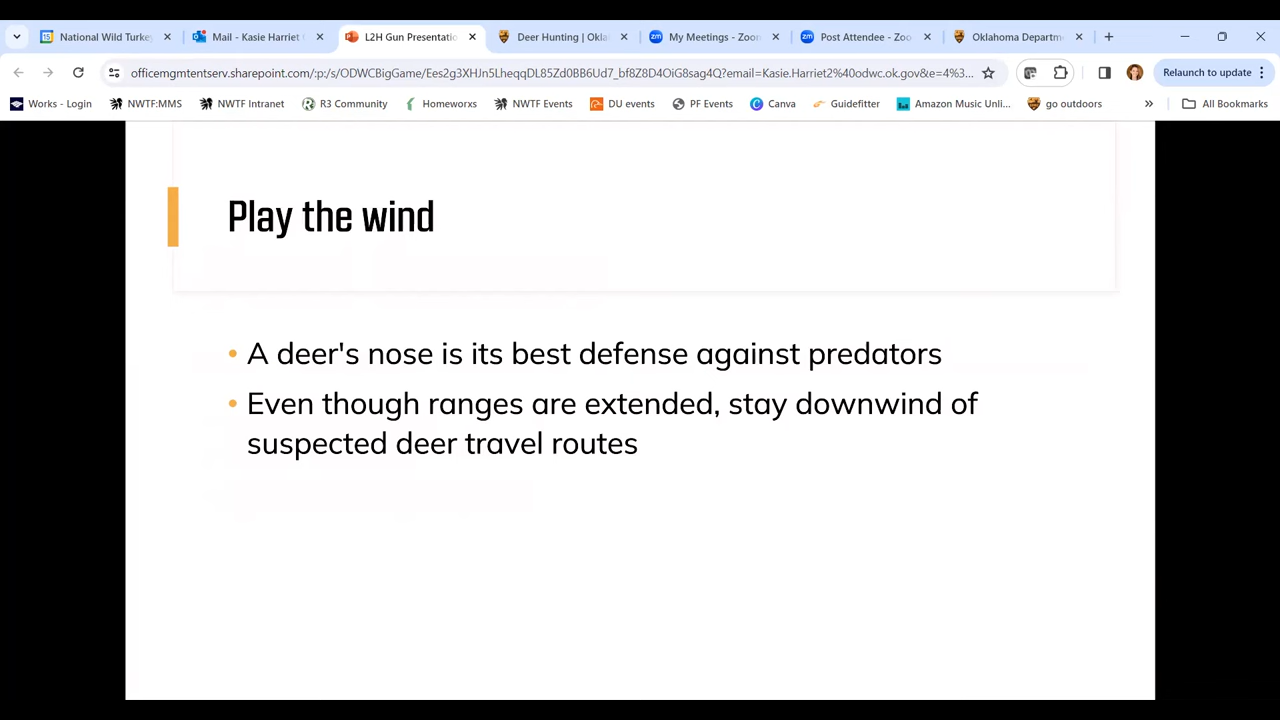 National Wild Turke
Mail - Kasie Harriet
L2H Gun Presentatio
Deer Hunting | Okla
My Meetings - Zoon
Post Attendee - Zoo
Oklahoma Departm
officemgmtentserv.sharepoint.com/:p:/s/ODWCBigGame/Ees2g3XHJn5LheqqDL85Zd0BB6Ud7_bf8Z8D4OiG8sag4Q?email=Kasie.Harriet2%40odwc.ok.gov&e=4%3...
Relaunch to update
Works - Login
NWTF:MMS
NWTF Intranet
R3 Community
Homeworxs
NWTF Events
DU events
PF Events
Canva
Guidefitter
Amazon Music Unli...
go outdoors
All Bookmarks
Play the wind
• A deer's nose is its best defense against predators
• Even though ranges are extended, stay downwind of
suspected deer travel routes